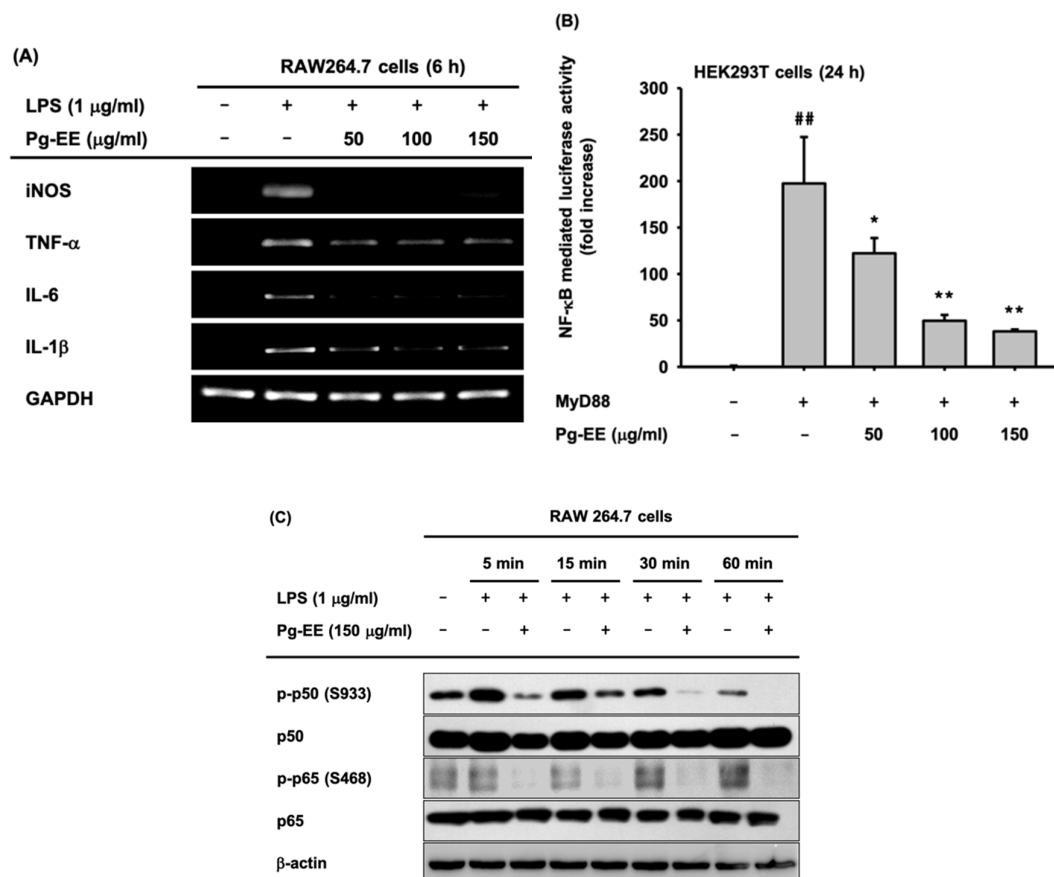 (A)
RAW264.7 cells (6 h)
LPS (1 μg/ml) – + + + +
Pg-EE (μg/ml) – – 50 100 150
iNOS
TNF-α
IL-6
IL-1β
GAPDH
(B)
HEK293T cells (24 h)
NF-κB mediated luciferase activity
(fold increase)
300
250
200
150
100
50
0
##
*
**
**
MyD88 – + + + +
Pg-EE (μg/ml) – – 50 100 150
(C)
RAW 264.7 cells
5 min 15 min 30 min 60 min
LPS (1 μg/ml) – + + + + + + + +
Pg-EE (150 μg/ml) – – + – + – + – +
p-p50 (S933)
p50
p-p65 (S468)
p65
β-actin